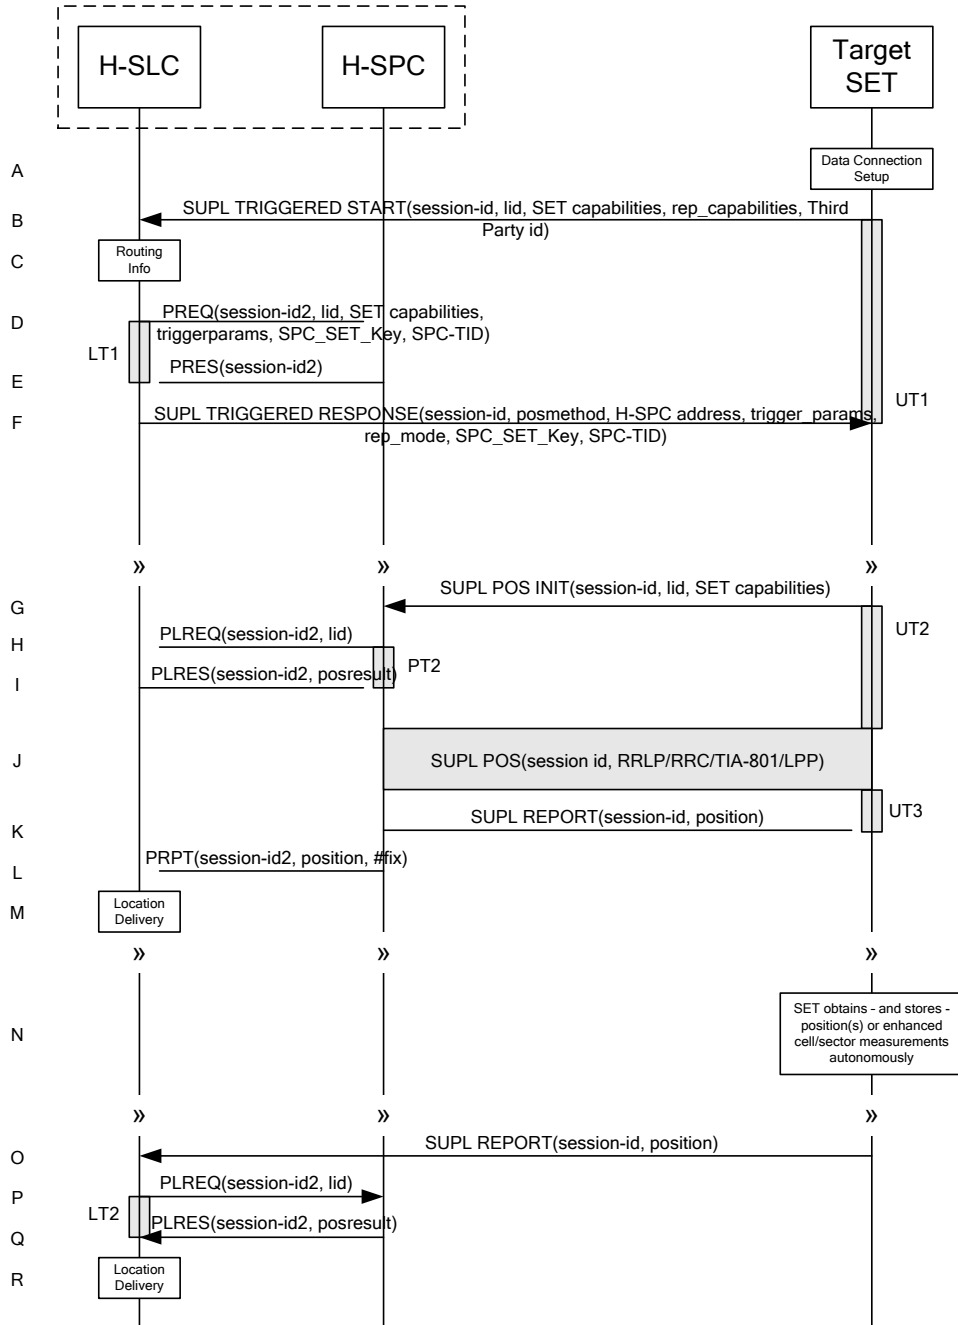 H-SLC
H-SPC
Target
SET
A
Data Connection
Setup
B
SUPL TRIGGERED START(session-id, lid, SET capabilities, rep_capabilities, Third
Party id)
C
Routing
Info
D
PREQ(session-id2, lid, SET capabilities,
triggerparams, SPC_SET_Key, SPC-TID)
LT1
E
PRES(session-id2)
UT1
F
SUPL TRIGGERED RESPONSE(session-id, posmethod, H-SPC address, trigger_params,
rep_mode, SPC_SET_Key, SPC-TID)
» » »
G
SUPL POS INIT(session-id, lid, SET capabilities)
UT2
H
PLREQ(session-id2, lid)
PT2
I
PLRES(session-id2, posresult)
J
SUPL POS(session id, RRLP/RRC/TIA-801/LPP)
UT3
K
SUPL REPORT(session-id, position)
L
PRPT(session-id2, position, #fix)
M
Location
Delivery
» » »
N
SET obtains - and stores -
position(s) or enhanced
cell/sector measurements
autonomously
» » »
O
SUPL REPORT(session-id, position)
P
PLREQ(session-id2, lid)
LT2
Q
PLRES(session-id2, posresult)
R
Location
Delivery